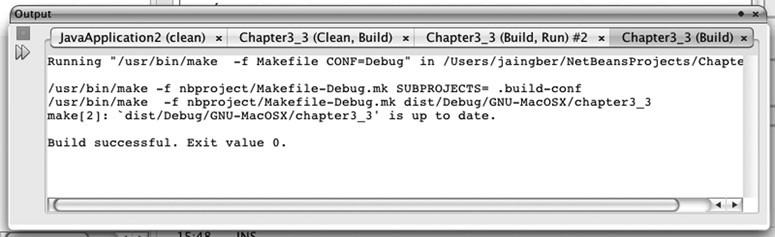 Output
JavaApplication2 (clean) × Chapter3_3 (Clean, Build) × Chapter3_3 (Build, Run) #2 × Chapter3_3 (Build) ×
Running "/usr/bin/make  -f Makefile CONF=Debug" in /Users/jaingber/NetBeansProjects/Chapte
/usr/bin/make -f nbproject/Makefile-Debug.mk SUBPROJECTS= .build-conf
/usr/bin/make  -f nbproject/Makefile-Debug.mk dist/Debug/GNU-MacOSX/chapter3_3
make[2]: `dist/Debug/GNU-MacOSX/chapter3_3' is up to date.
Build successful. Exit value 0.
15:48 INS